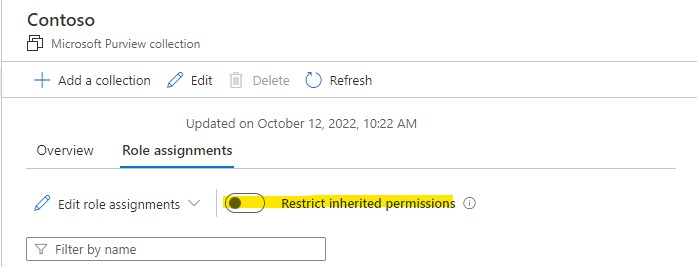 Contoso
Microsoft Purview collection
Add a collection Edit Delete Refresh
Updated on October 12, 2022, 10:22 AM
Overview Role assignments
Edit role assignments Restrict inherited permissions
Filter by name